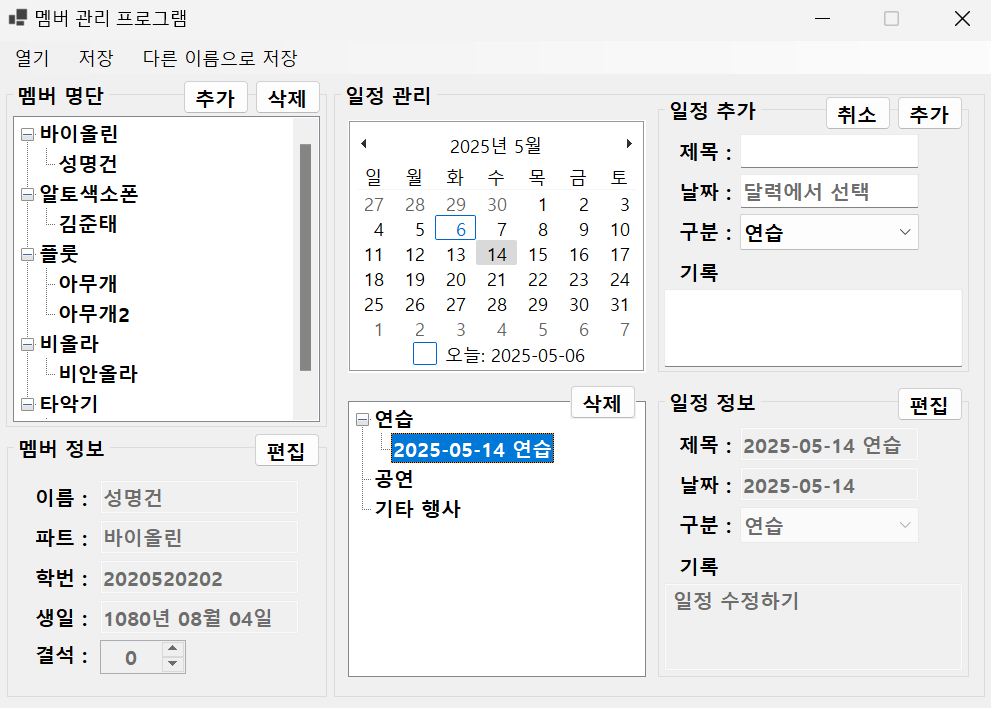 멤버 관리 프로그램
열기 저장 다른 이름으로 저장
멤버 명단 추가 삭제
바이올린
성명건
알토색소폰
김준태
플룻
아무개
아무개2
비올라
비안올라
타악기
멤버 정보 편집
이름 : 성명건
파트 : 바이올린
학번 : 2020520202
생일 : 1080년 08월 04일
결석 : 0
일정 관리
2025년 5월
일 월 화 수 목 금 토
27 28 29 30 1 2 3
4 5 6 7 8 9 10
11 12 13 14 15 16 17
18 19 20 21 22 23 24
25 26 27 28 29 30 31
1 2 3 4 5 6 7
오늘: 2025-05-06
삭제
연습
2025-05-14 연습
공연
기타 행사
일정 추가 취소 추가
제목 :
날짜 : 달력에서 선택
구분 : 연습
기록
일정 정보 편집
제목 : 2025-05-14 연습
날짜 : 2025-05-14
구분 : 연습
기록
일정 수정하기